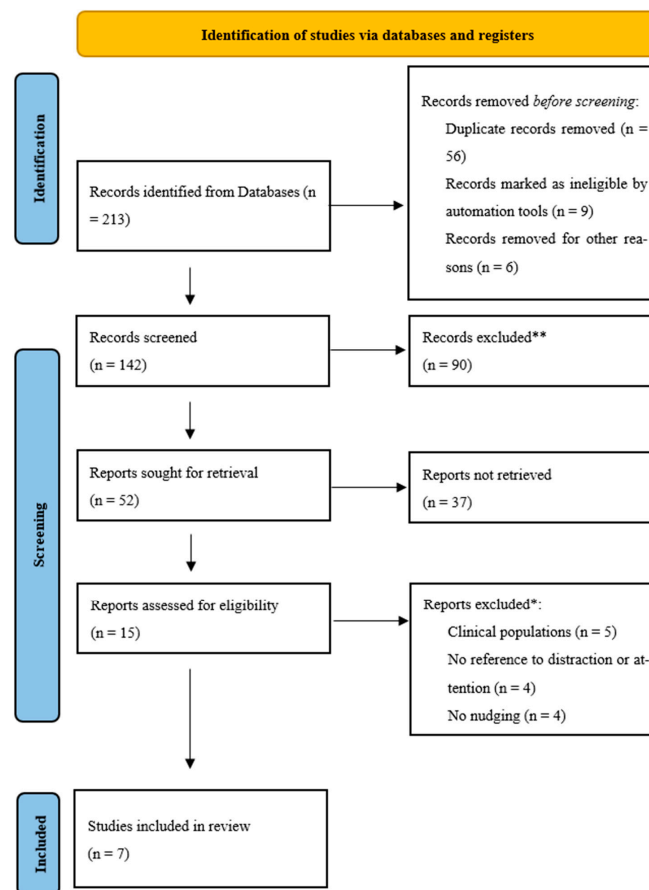 Identification of studies via databases and registers
Identification
Records identified from Databases (n
= 213)
Records removed before screening:
Duplicate records removed (n =
56)
Records marked as ineligible by
automation tools (n = 9)
Records removed for other rea-
sons (n = 6)
Screening
Records screened
(n = 142)
Records excluded**
(n = 90)
Reports sought for retrieval
(n = 52)
Reports not retrieved
(n = 37)
Reports assessed for eligibility
(n = 15)
Reports excluded*:
Clinical populations (n = 5)
No reference to distraction or at-
tention (n = 4)
No nudging (n = 4)
Included
Studies included in review
(n = 7)